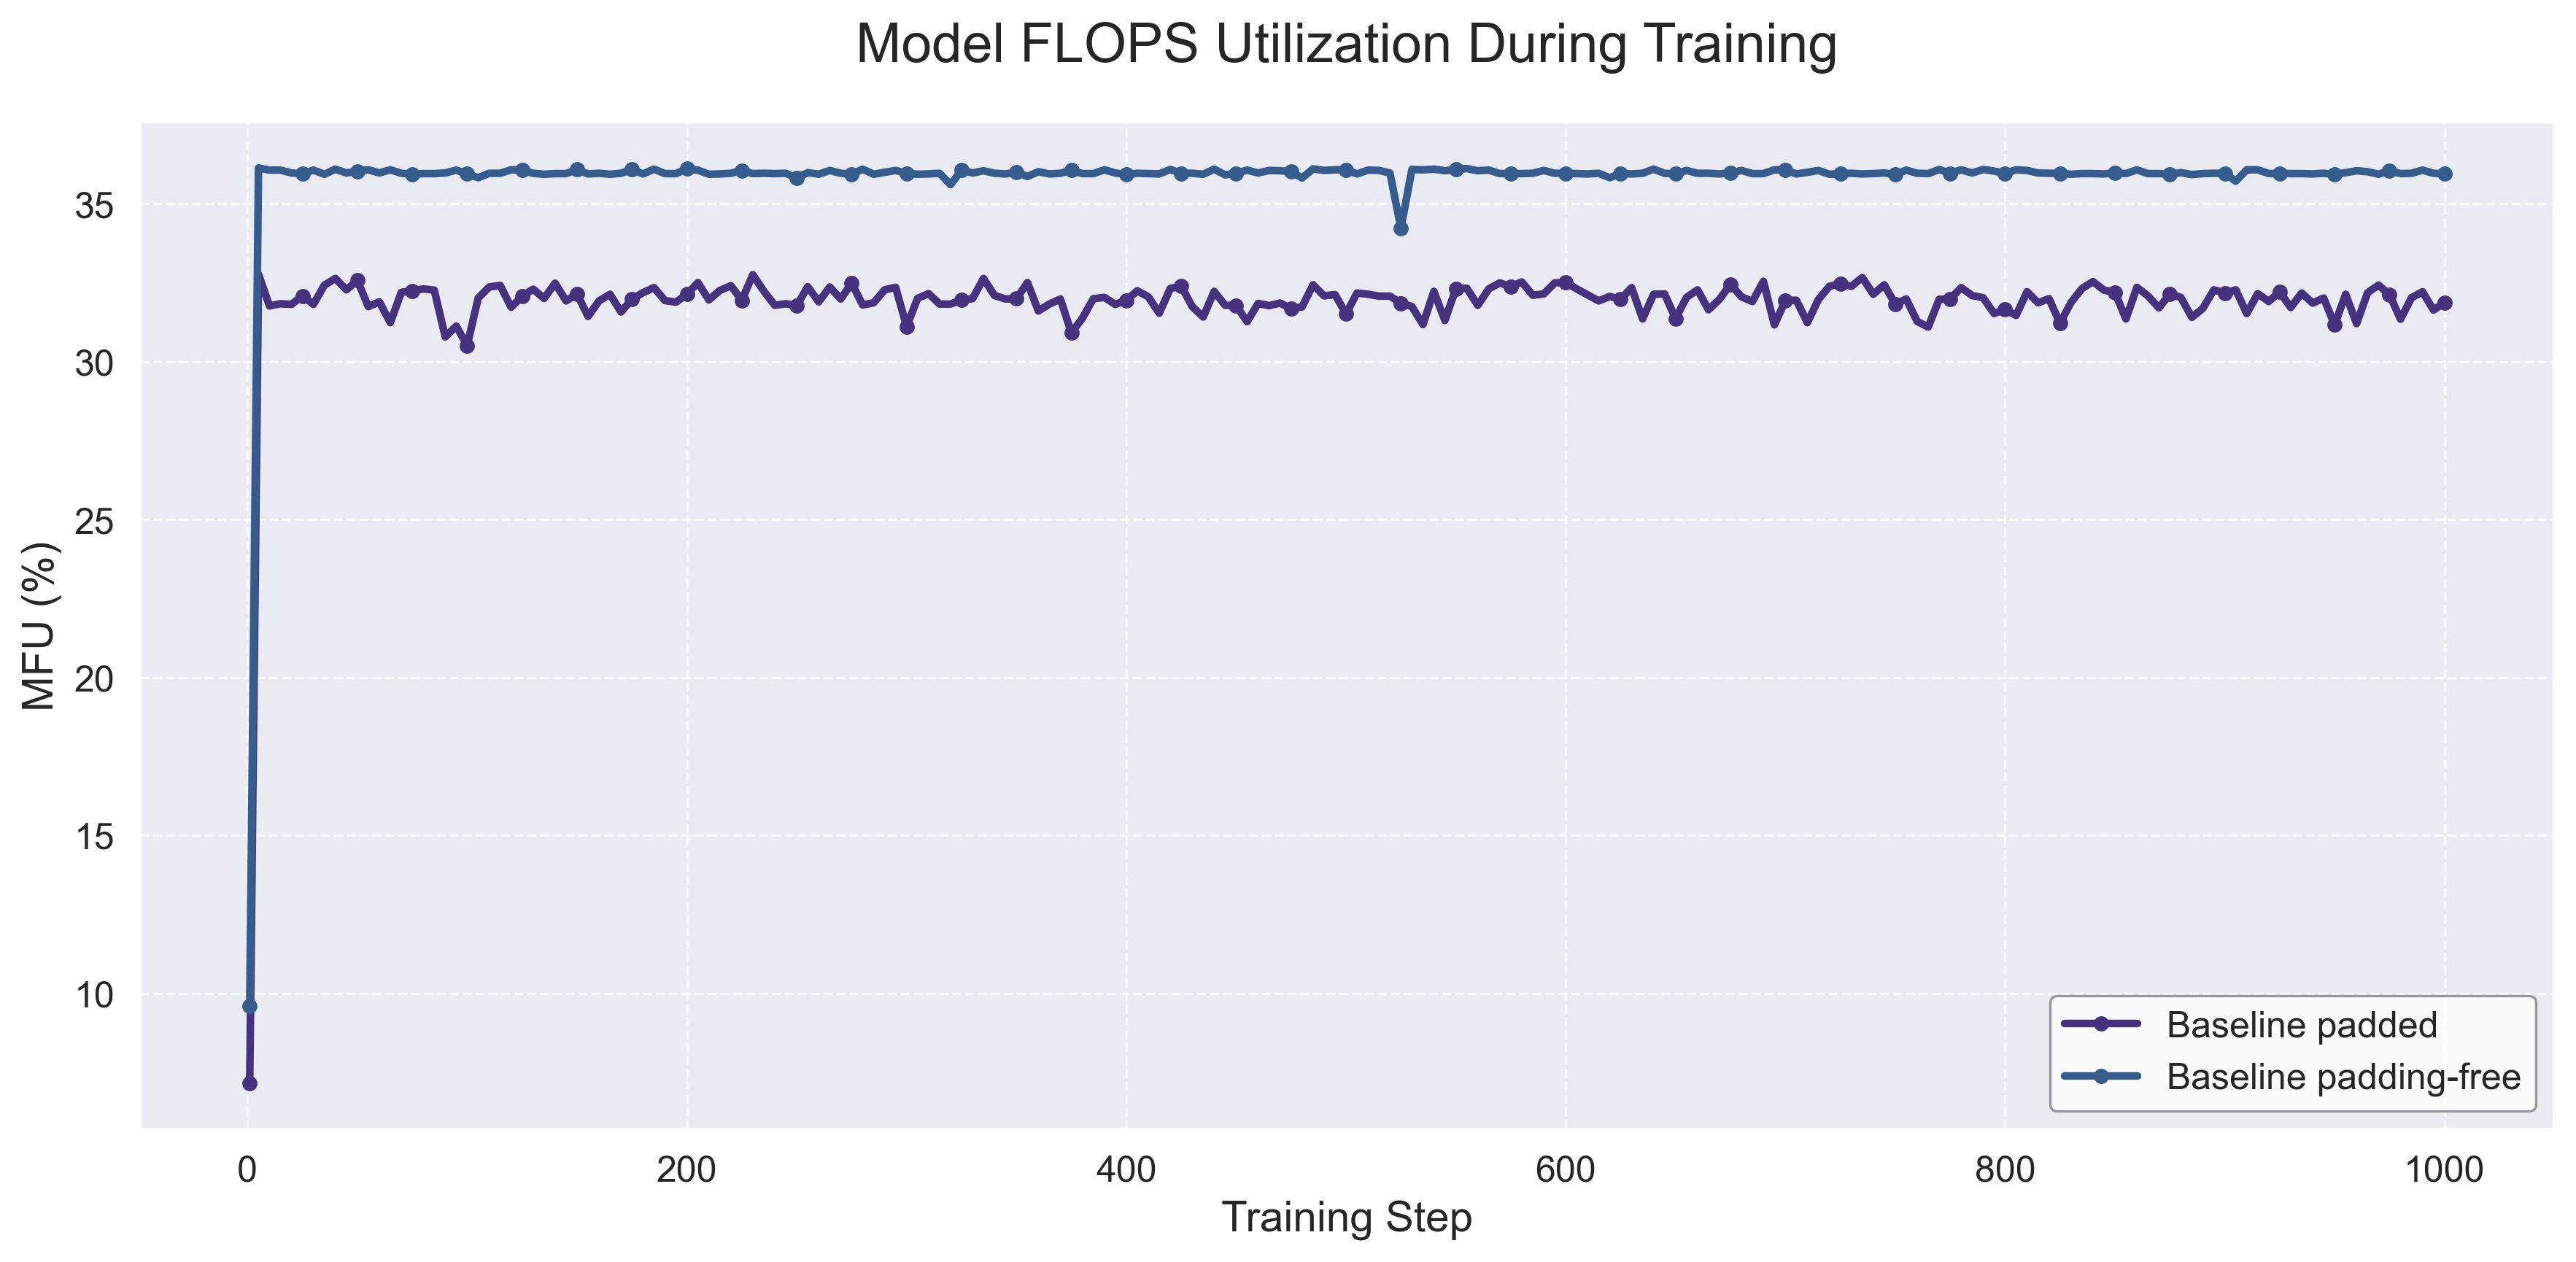 Model FLOPS Utilization During Training
MFU (%)
35
30
25
20
15
10
0
200
400
600
800
1000
Training Step
Baseline padded
Baseline padding-free